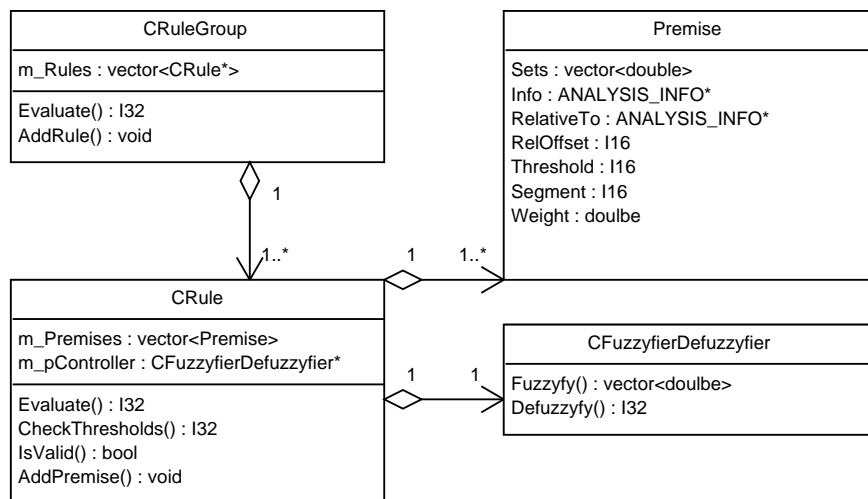 CRuleGroup
m_Rules : vector<CRule*>
Evaluate() : I32
AddRule() : void
1
1..*
Premise
Sets : vector<double>
Info : ANALYSIS_INFO*
RelativeTo : ANALYSIS_INFO*
RelOffset : I16
Threshold : I16
Segment : I16
Weight : doulbe
1
1..*
CRule
m_Premises : vector<Premise>
m_pController : CFuzzyfierDefuzzyfier*
Evaluate() : I32
CheckThresholds() : I32
IsValid() : bool
AddPremise() : void
1
1
CFuzzyfierDefuzzyfier
Fuzzyfy() : vector<doulbe>
Defuzzyfy() : I32